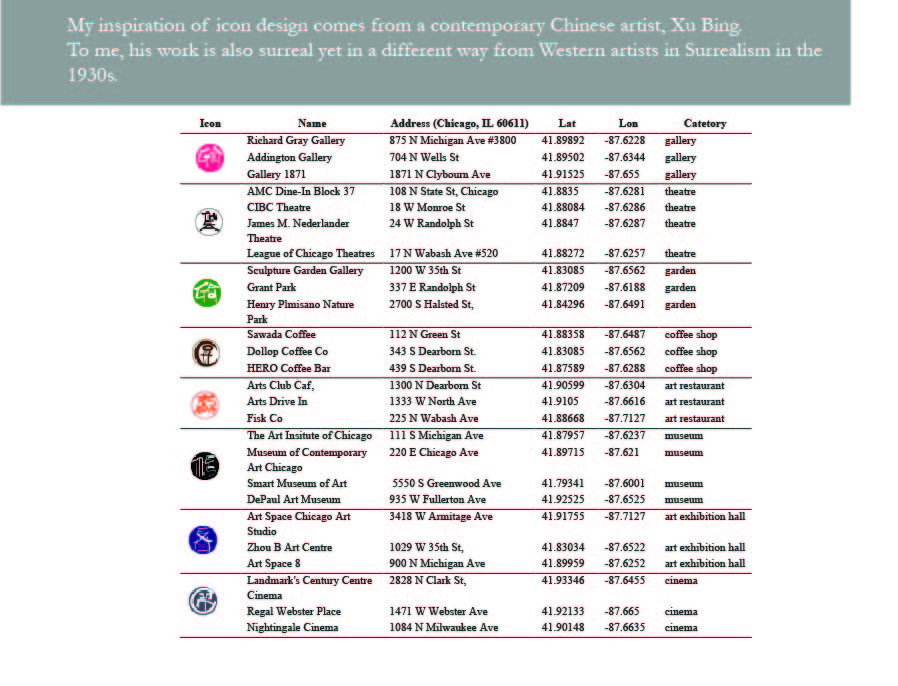 My inspiration of icon design comes from a contemporary Chinese artist, Xu Bing.
To me, his work is also surreal yet in a different way from Western artists in Surrealism in the
1930s.
Icon Name Address (Chicago, IL 60611) Lat Lon Catetory
Richard Gray Gallery 875 N Michigan Ave #3800 41.89892 -87.6228 gallery
Addington Gallery 704 N Wells St 41.89502 -87.6344 gallery
Gallery 1871 1871 N Clybourn Ave 41.91525 -87.655 gallery
AMC Dine-In Block 37 108 N State St, Chicago 41.8835 -87.6281 theatre
CIBC Theatre 18 W Monroe St 41.88084 -87.6286 theatre
James M. Nederlander 24 W Randolph St 41.8847 -87.6287 theatre
Theatre
League of Chicago Theatres 17 N Wabash Ave #520 41.88272 -87.6257 theatre
Sculpture Garden Gallery 1200 W 35th St 41.83085 -87.6562 garden
Grant Park 337 E Randolph St 41.87209 -87.6188 garden
Henry Plmisano Nature 2700 S Halsted St, 41.84296 -87.6491 garden
Park
Sawada Coffee 112 N Green St 41.88358 -87.6487 coffee shop
Dollop Coffee Co 343 S Dearborn St. 41.83085 -87.6562 coffee shop
HERO Coffee Bar 439 S Dearborn St. 41.87589 -87.6288 coffee shop
Arts Club Caf, 1300 N Dearborn St 41.90599 -87.6304 art restaurant
Arts Drive In 1333 W North Ave 41.9105 -87.6616 art restaurant
Fisk Co 225 N Wabash Ave 41.88668 -87.7127 art restaurant
The Art Insitute of Chicago 111 S Michigan Ave 41.87957 -87.6237 museum
Museum of Contemporary 220 E Chicago Ave 41.89715 -87.621 museum
Art Chicago
Smart Museum of Art 5550 S Greenwood Ave 41.79341 -87.6001 museum
DePaul Art Museum 935 W Fullerton Ave 41.92525 -87.6525 museum
Art Space Chicago Art 3418 W Armitage Ave 41.91755 -87.7127 art exhibition hall
Studio
Zhou B Art Centre 1029 W 35th St, 41.83034 -87.6522 art exhibition hall
Art Space 8 900 N Michigan Ave 41.89959 -87.6252 art exhibition hall
Landmark's Century Centre 2828 N Clark St, 41.93346 -87.6455 cinema
Cinema
Regal Webster Place 1471 W Webster Ave 41.92133 -87.665 cinema
Nightingale Cinema 1084 N Milwaukee Ave 41.90148 -87.6635 cinema